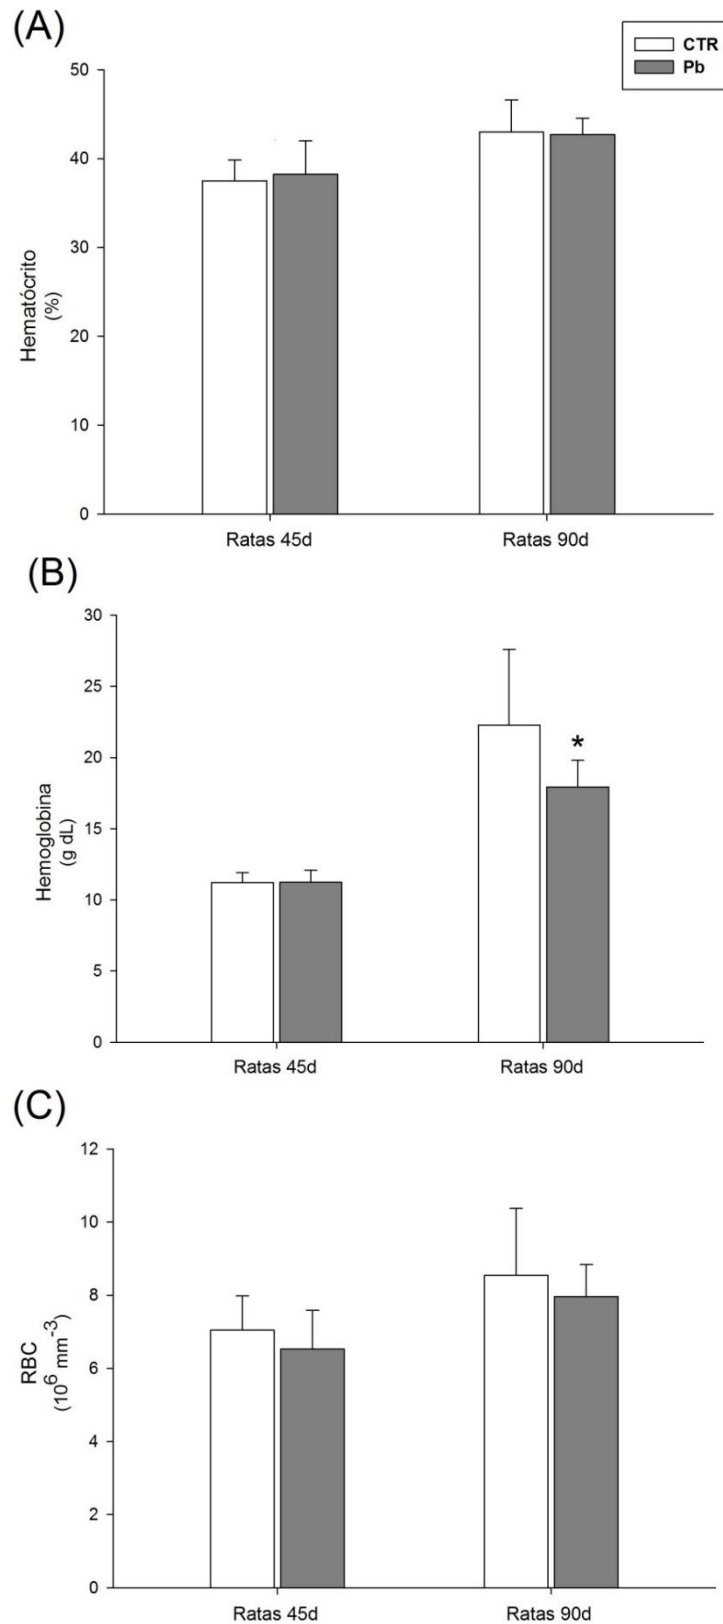 (A)
CTR
Pb
50
40
30
20
10
0
Hematócrito
(%)
Ratas 45d
Ratas 90d
(B)
30
25
20
15
10
5
0
Hemoglobina
(g dL)
*
Ratas 45d
Ratas 90d
(C)
12
10
8
6
4
2
0
RBC
(10⁶ mm⁻³)
Ratas 45d
Ratas 90d